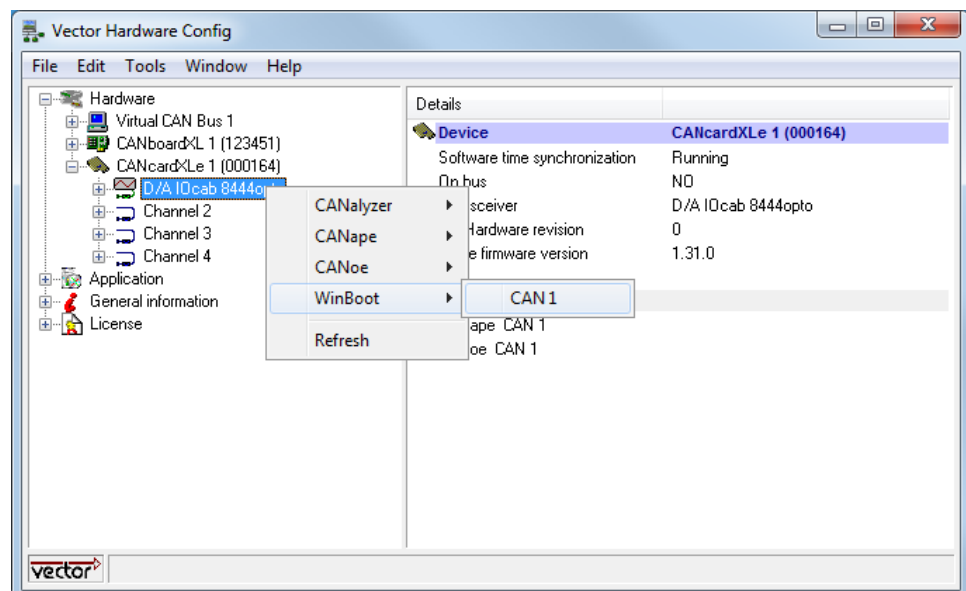 Vector Hardware Config
File Edit Tools Window Help
Hardware
Virtual CAN Bus 1
CANboardXL 1 (123451)
CANcardXLe 1 (000164)
D/A IOcab 8444opto
Channel 2
Channel 3
Channel 4
Application
General information
License
CANalyzer
CANape
CANoe
WinBoot
Refresh
CAN 1
Details
Device CANcardXLe 1 (000164)
Software time synchronization Running
On bus NO
sceiver D/A IOcab 8444opto
Hardware revision 0
e firmware version 1.31.0
ape CAN 1
oe CAN 1
vector